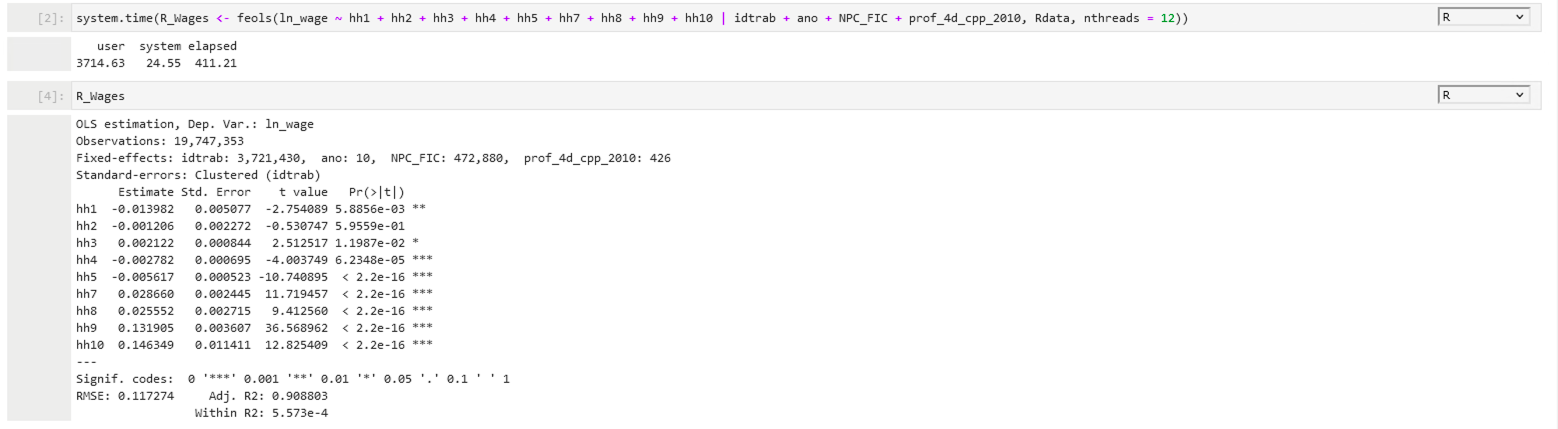 [2]: system.time(R_Wages <- feols(ln_wage ~ hh1 + hh2 + hh3 + hh4 + hh5 + hh7 + hh8 + hh9 + hh10 | idtrab + ano + NPC_FIC + prof_4d_cpp_2010, Rdata, nthreads = 12)) R
user system elapsed
3714.63 24.55 411.21
[4]: R_Wages R
OLS estimation, Dep. Var.: ln_wage
Observations: 19,747,353
Fixed-effects: idtrab: 3,721,430, ano: 10, NPC_FIC: 472,880, prof_4d_cpp_2010: 426
Standard-errors: Clustered (idtrab)
Estimate Std. Error t value Pr(>|t|)
hh1 -0.013982 0.005077 -2.754089 5.8856e-03 **
hh2 -0.001206 0.002272 -0.530747 5.9559e-01
hh3 0.002122 0.000844 2.512517 1.1987e-02 *
hh4 -0.002782 0.000695 -4.003749 6.2348e-05 ***
hh5 -0.005617 0.000523 -10.740895 < 2.2e-16 ***
hh7 0.028660 0.002445 11.719457 < 2.2e-16 ***
hh8 0.025552 0.002715 9.412560 < 2.2e-16 ***
hh9 0.131905 0.003607 36.568962 < 2.2e-16 ***
hh10 0.146349 0.011411 12.825409 < 2.2e-16 ***
---
Signif. codes: 0 '***' 0.001 '**' 0.01 '*' 0.05 '.' 0.1 ' ' 1
RMSE: 0.117274 Adj. R2: 0.908803
Within R2: 5.573e-4